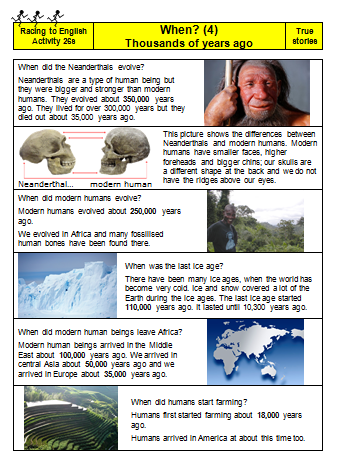 Racing to English
Activity 26s
When? (4)
Thousands of years ago
True
stories
When did the Neanderthals evolve?
Neanderthals are a type of human being but
they were bigger and stronger than modern
humans. They evolved about 350,000 years
ago. They lived for over 300,000 years but they
died out about 35,000 years ago.
This picture shows the differences between
Neanderthals and modern humans. Modern
humans have smaller faces, higher
foreheads and bigger chins; our skulls are
a different shape at the back and we do not
have the ridges above our eyes.
Neanderthal... modern human
When did modern humans evolve?
Modern humans evolved about 250,000 years
ago.
We evolved in Africa and many fossilised
human bones have been found there.
When was the last ice age?
There have been many ice ages, when the world has
become very cold. Ice and snow covered a lot of the
Earth during the ice ages. The last ice age started
110,000 years ago. It lasted until 10,300 years ago.
When did modern human beings leave Africa?
Modern human beings arrived in the Middle
East about 100,000 years ago. We arrived in
central Asia about 50,000 years ago and we
arrived in Europe about 35,000 years ago.
When did humans start farming?
Humans first started farming about 18,000 years
ago.
Humans arrived in America at about this time too.